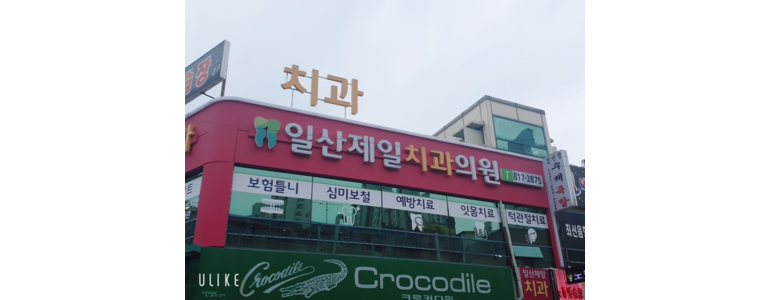 치과
일산제일치과의원 T 817-2875
보험틀니 심미보철 예방치료 잇몸치료 턱관절치료
Crocodile Crocodile
크로커다일
일산제일
치과
ULIKE